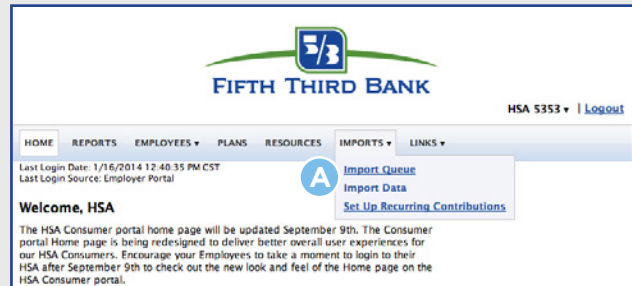 5/3
FIFTH THIRD BANK
HSA 5353 ▾ | Logout
HOME REPORTS EMPLOYEES ▾ PLANS RESOURCES IMPORTS ▾ LINKS ▾
Last Login Date: 1/16/2014 12:40:35 PM CST
Last Login Source: Employer Portal
A
Import Queue
Import Data
Set Up Recurring Contributions
Welcome, HSA
The HSA Consumer portal home page will be updated September 9th. The Consumer
portal Home page is being redesigned to deliver better overall user experiences for
our HSA Consumers. Encourage your Employees to take a moment to login to their
HSA after September 9th to check out the new look and feel of the Home page on the
HSA Consumer portal.